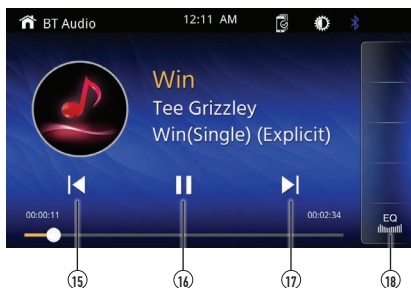 BT Audio 12:11 AM
Win
Tee Grizzley
Win(Single) (Explicit)
00:00:11 00:02:34
EQ
15 16 17 18